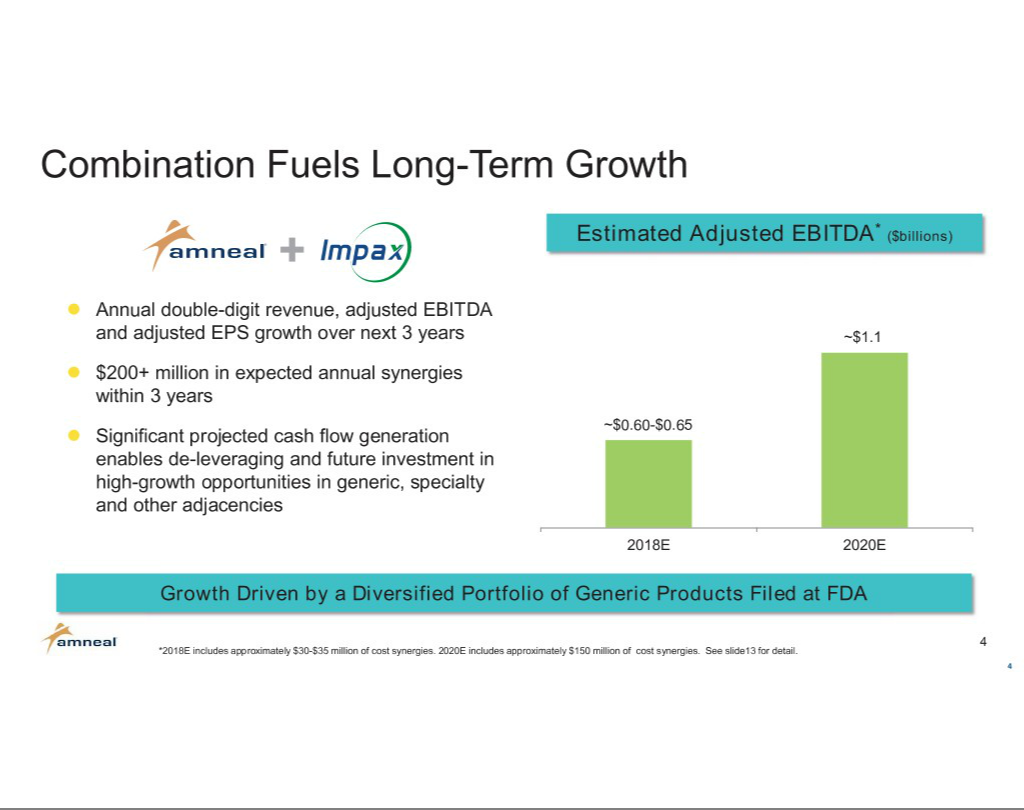 Combination Fuels Long-Term Growth
amneal + Impax
Annual double-digit revenue, adjusted EBITDA
and adjusted EPS growth over next 3 years
$200+ million in expected annual synergies
within 3 years
Significant projected cash flow generation
enables de-leveraging and future investment in
high-growth opportunities in generic, specialty
and other adjacencies
Estimated Adjusted EBITDA* ($billions)
~$1.1
~$0.60-$0.65
2018E 2020E
Growth Driven by a Diversified Portfolio of Generic Products Filed at FDA
amneal
*2018E includes approximately $30-$35 million of cost synergies. 2020E includes approximately $150 million of cost synergies. See slide13 for detail.
4
4